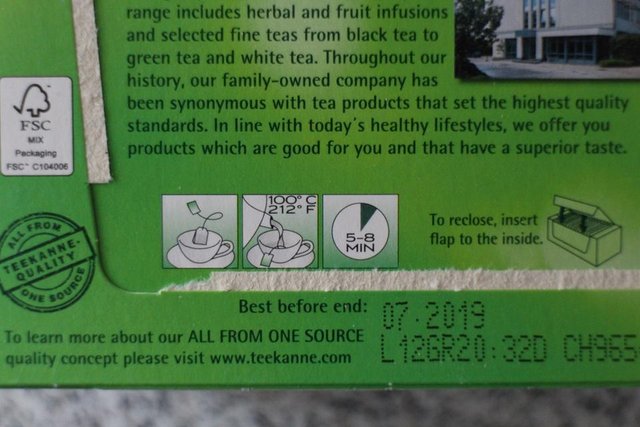 range includes herbal and fruit infusions
and selected fine teas from black tea to
green tea and white tea. Throughout our
history, our family-owned company has
been synonymous with tea products that set the highest quality
standards. In line with today´s healthy lifestyles, we offer you
products which are good for you and that have a superior taste.
FSC
MIX
Packaging
FSC™ C104006
100° C
212° F
5-8
MIN
To reclose, insert
flap to the inside.
ALL FROM
TEEKANNE-
QUALITY
ONE SOURCE
Best before end:
07.2019
L126R20:32D CH965
To learn more about our ALL FROM ONE SOURCE
quality concept please visit www.teekanne.com